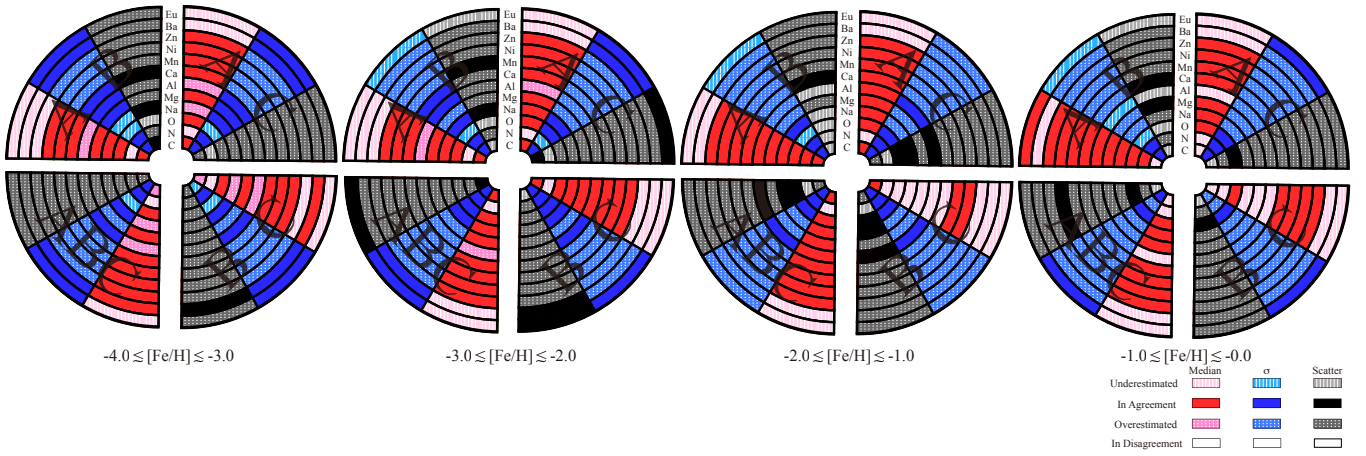 Eu
Ba
Zn
Ni
Mn
Ca
Al
Mg
Na
O
N
C
A
B
A
C
A
B
C
C
B
-4.0 ≲ [Fe/H] ≲ -3.0
Eu
Ba
Zn
Ni
Mn
Ca
Al
Mg
Na
O
N
C
A
B
A
C
A
B
C
C
B
-3.0 ≲ [Fe/H] ≲ -2.0
Eu
Ba
Zn
Ni
Mn
Ca
Al
Mg
Na
O
N
C
A
B
A
C
A
B
C
C
B
-2.0 ≲ [Fe/H] ≲ -1.0
Eu
Ba
Zn
Ni
Mn
Ca
Al
Mg
Na
O
N
C
A
B
A
C
A
B
C
C
B
-1.0 ≲ [Fe/H] ≲ -0.0
Median σ Scatter
Underestimated
In Agreement
Overestimated
In Disagreement